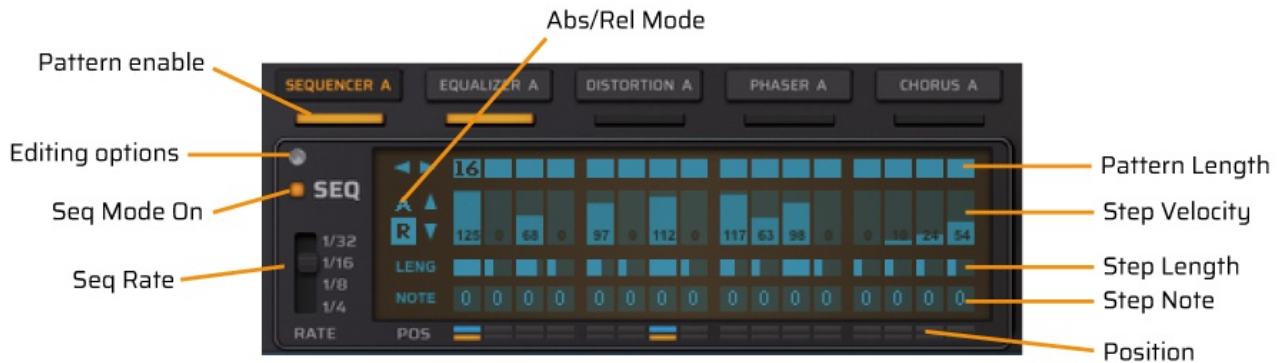 Abs/Rel Mode
Pattern enable
SEQUENCER A EQUALIZER A DISTORTION A PHASER A CHORUS A
Editing options
16
Pattern Length
SEQ
A
Seq Mode On
Step Velocity
R
125 0 68 0 97 0 112 0 117 63 98 0 0 10 24 54
1/32
1/16
Seq Rate
LENG
Step Length
1/8
NOTE 0 0 0 0 0 0 0 0 0 0 0 0 0 0 0 0
Step Note
1/4
RATE POS
Position